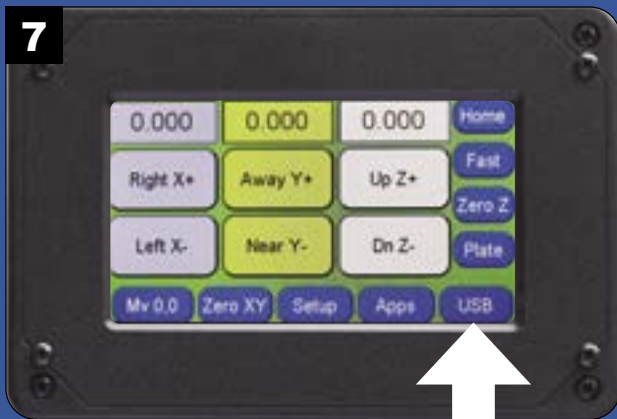 7
0.000 0.000 0.000 Home
Fast
Right X+ Away Y+ Up Z+
Zero Z
Left X- Near Y- Dn Z- Plate
Mv 0,0 Zero XY Setup Apps USB